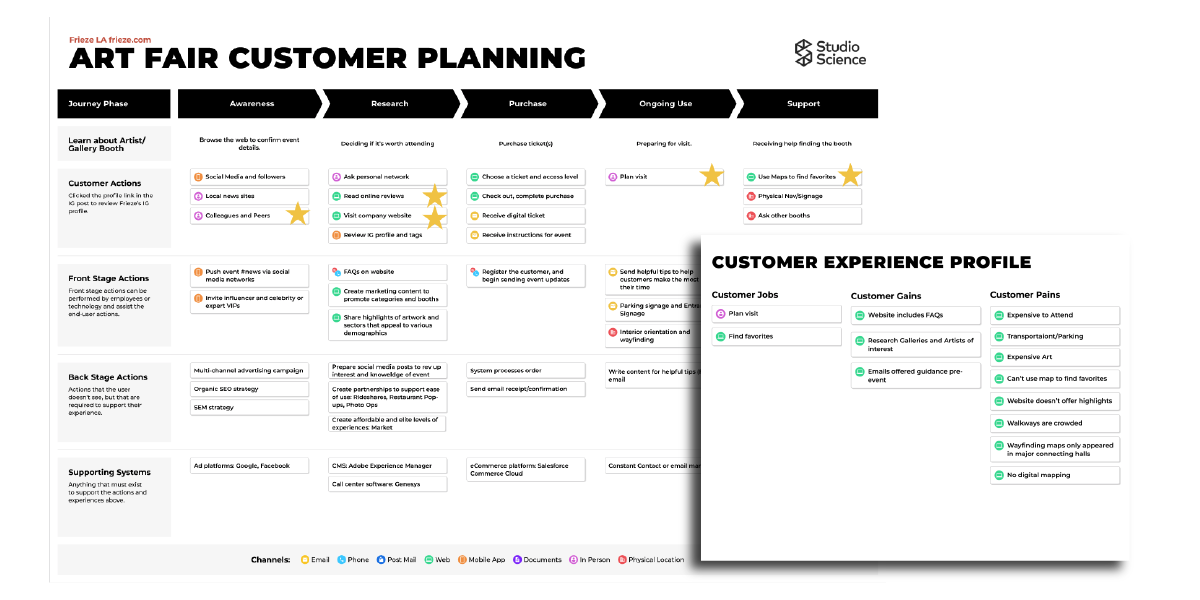 Frieze LA frieze.com
ART FAIR CUSTOMER PLANNING
Studio
Science
Journey Phase
Awareness
Research
Purchase
Ongoing Use
Support
Learn about Artist/
Gallery Booth
Browse the web to confirm event
details.
Deciding if it's worth attending
Purchase ticket(s)
Preparing for visit.
Receiving help finding the booth
Customer Actions
Clicked the profile link in the
IG post to review Frieze's IG
profile.
Social Media and followers
Local news sites
Colleagues and Peers
Ask personal network
Read online reviews
Visit company website
Review IG profile and tags
Choose a ticket and access level
Check out, complete purchase
Receive digital ticket
Receive instructions for event
Plan visit
Use Maps to find favorites
Physical Nav/Signage
Ask other booths
Front Stage Actions
Front stage actions can be
performed by employees or
technology and assist the
end-user actions.
Push event #news via social
media networks
Invite influencer and celebrity or
expert VIPs
FAQs on website
Create marketing content to
promote categories and booths
Share highlights of artwork and
sectors that appeal to various
demographics
Register the customer, and
begin sending event updates
Send helpful tips to help
customers make the most
their time
Parking signage and
Signage
Interior orientation and
wayfinding
Back Stage Actions
Actions that the user
doesn't see, but that are
required to support their
experience.
Multi-channel advertising campaign
Organic SEO strategy
SEM strategy
Prepare social media posts to rev up
interest and knowleldge of event
Create partnerships to support ease
of use: Rideshares, Restaurant Pop-
ups, Photo Ops
Create affordable and elite levels of
experiences: Market
System processes order
Send email receipt/confirmation
Write content for helpful tips
email
Supporting Systems
Anything that must exist
to support the actions and
experiences above.
Ad platforms: Google, Facebook
CMS: Adobe Experience Manager
Call center software: Genesys
eCommerce platform: Salesforce
Commerce Cloud
Constant Contact or email
Channels: Email Phone Post Mail Web Mobile App Documents In Person Physical Location
CUSTOMER EXPERIENCE PROFILE
Customer Jobs
Plan visit
Find favorites
Customer Gains
Website includes FAQs
Research Galleries and Artists of
interest
Emails offered guidance pre-
event
Customer Pains
Expensive to Attend
Transportaiont/Parking
Expensive Art
Can't use map to find favorites
Website doesn't offer highlights
Walkways are crowded
Wayfinding maps only appeared
in major connecting halls
No digital mapping